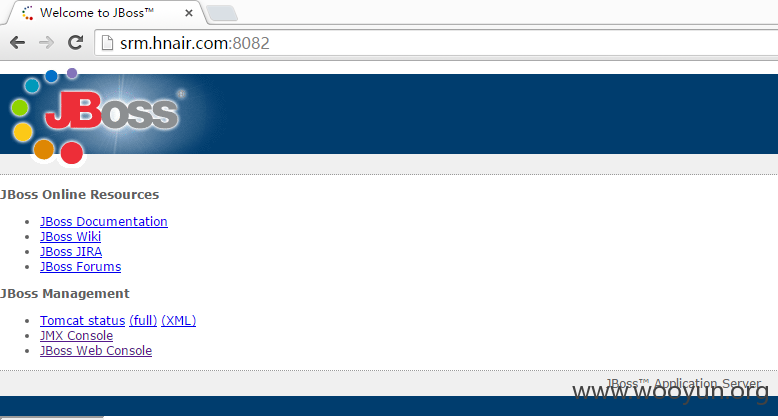 Welcome to JBoss™
srm.hnair.com:8082
JBoss®
JBoss Online Resources
JBoss Documentation
JBoss Wiki
JBoss JIRA
JBoss Forums
JBoss Management
Tomcat status (full) (XML)
JMX Console
JBoss Web Console
JBoss™ Application Server
www.wooyun.org